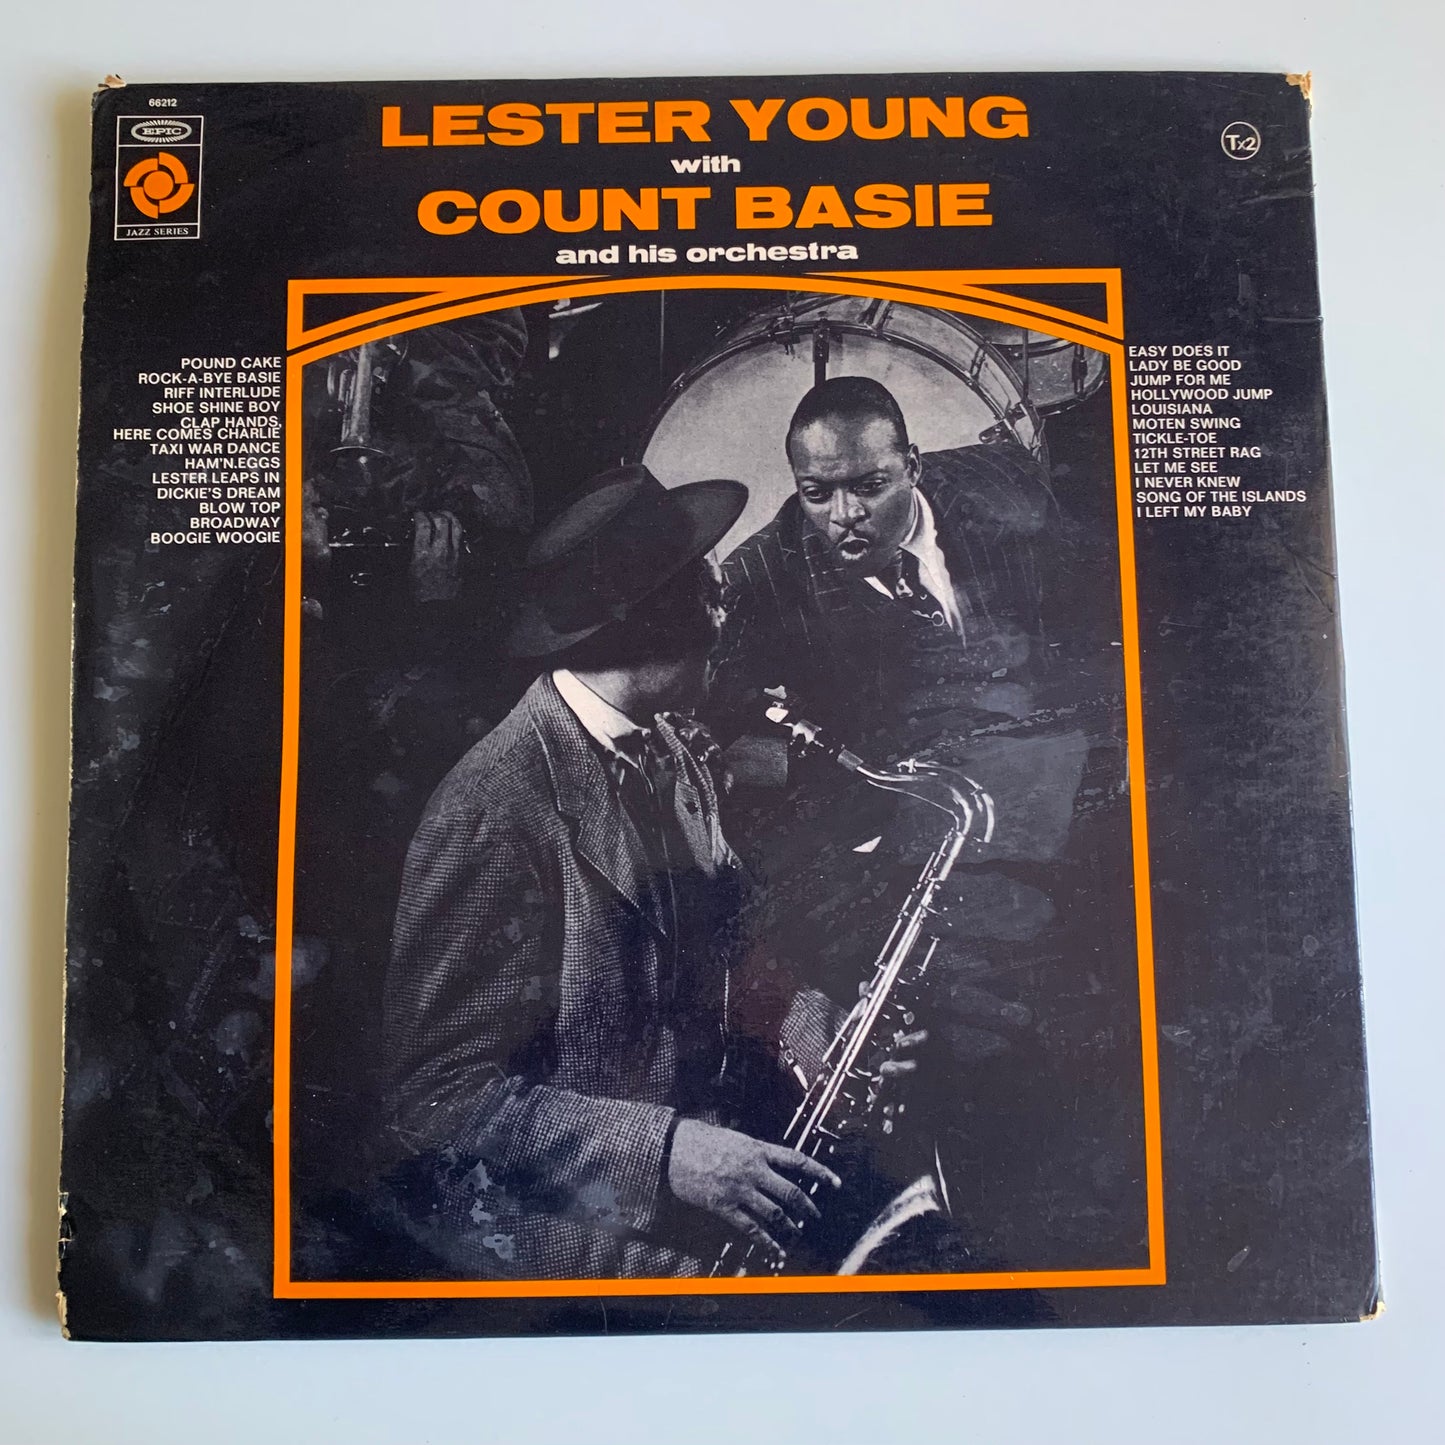 66212
EPIC
JAZZ SERIES
LESTER YOUNG
with
COUNT BASIE
and his orchestra
Tx2
POUND CAKE
ROCK-A-BYE BASIE
RIFF INTERLUDE
SHOE SHINE BOY
CLAP HANDS,
HERE COMES CHARLIE
TAXI WAR DANCE
HAM'N.EGGS
LESTER LEAPS IN
DICKIE'S DREAM
BLOW TOP
BROADWAY
BOOGIE WOOGIE
EASY DOES IT
LADY BE GOOD
JUMP FOR ME
HOLLYWOOD JUMP
LOUISIANA
MOTEN SWING
TICKLE-TOE
12TH STREET RAG
LET ME SEE
I NEVER KNEW
SONG OF THE ISLANDS
I LEFT MY BABY